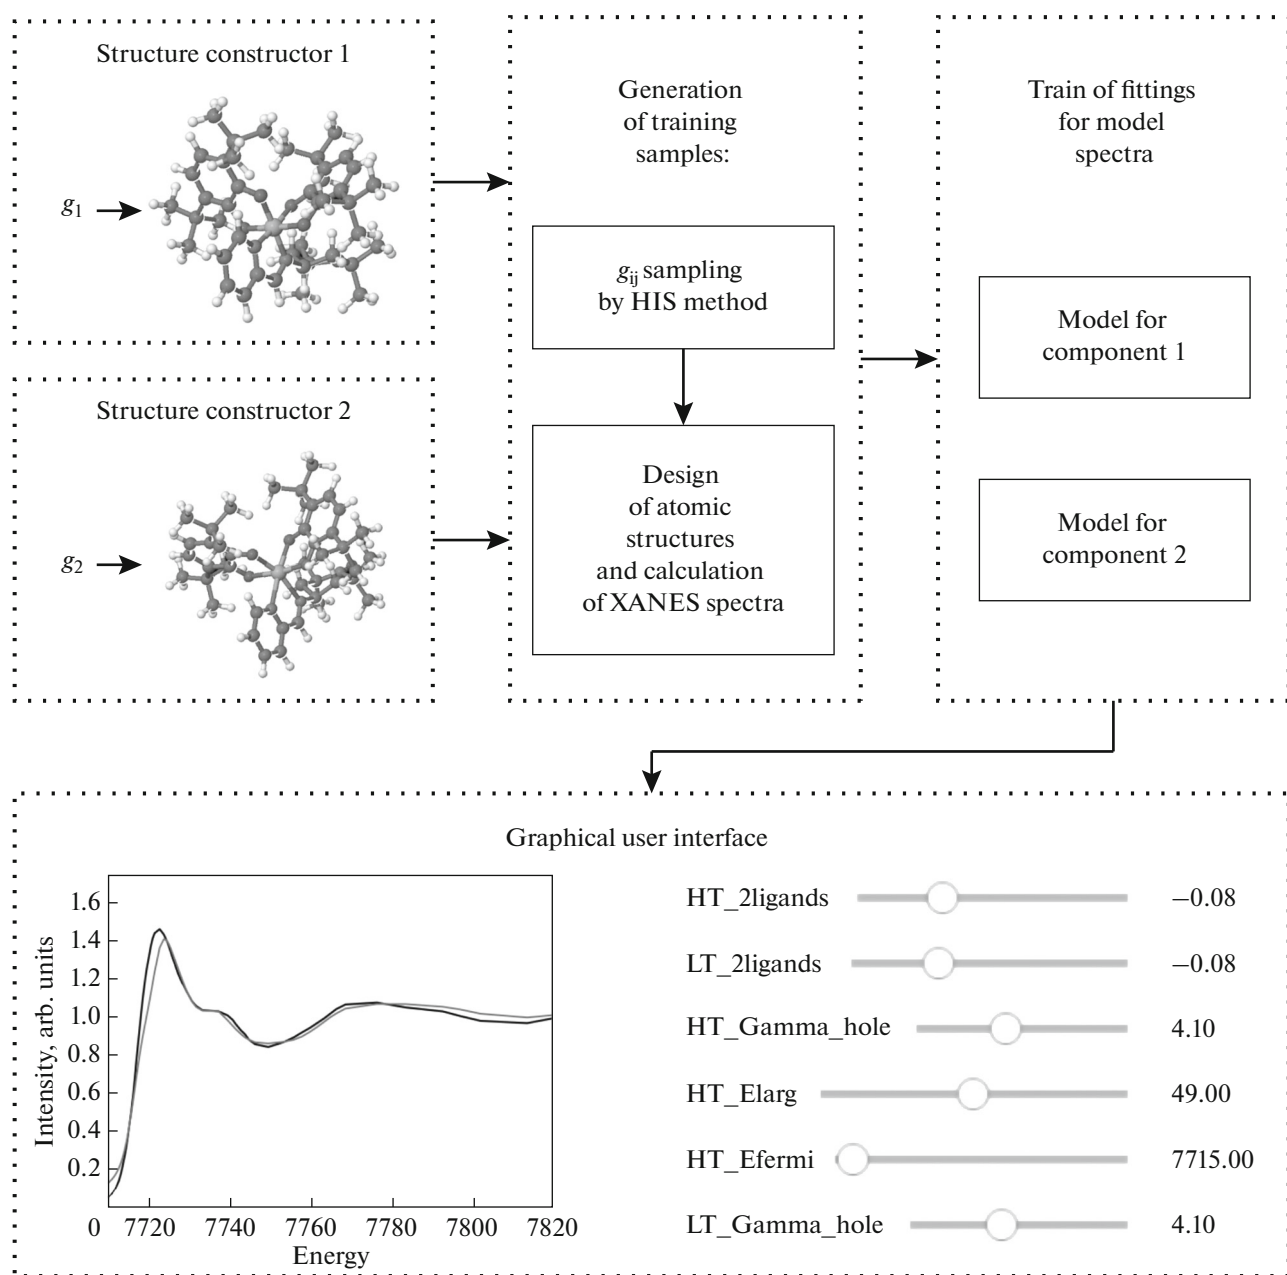 Structure constructor 1
g1
Structure constructor 2
g2
Generation
of training
samples:
gij sampling
by HIS method
Design
of atomic
structures
and calculation
of XANES spectra
Train of fittings
for model
spectra
Model for
component 1
Model for
component 2
Graphical user interface
Intensity, arb. units
1.6
1.4
1.2
1.0
0.8
0.6
0.4
0.2
0 7720 7740 7760 7780 7800 7820
Energy
HT_2ligands −0.08
LT_2ligands −0.08
HT_Gamma_hole 4.10
HT_Elarg 49.00
HT_Efermi 7715.00
LT_Gamma_hole 4.10